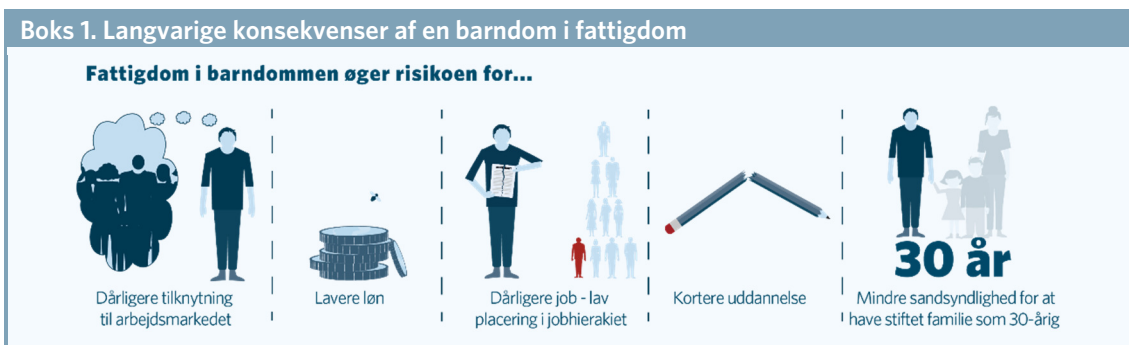 Boks 1. Langvarige konsekvenser af en barndom i fattigdom
Fattigdom i barndommen øger risikoen for...
Dårligere tilknytning
til arbejdsmarkedet
Lavere løn
Dårligere job - lav
placering i jobhierakiet
Kortere uddannelse
30 år
Mindre sandsyndlighed for at
have stiftet familie som 30-årig